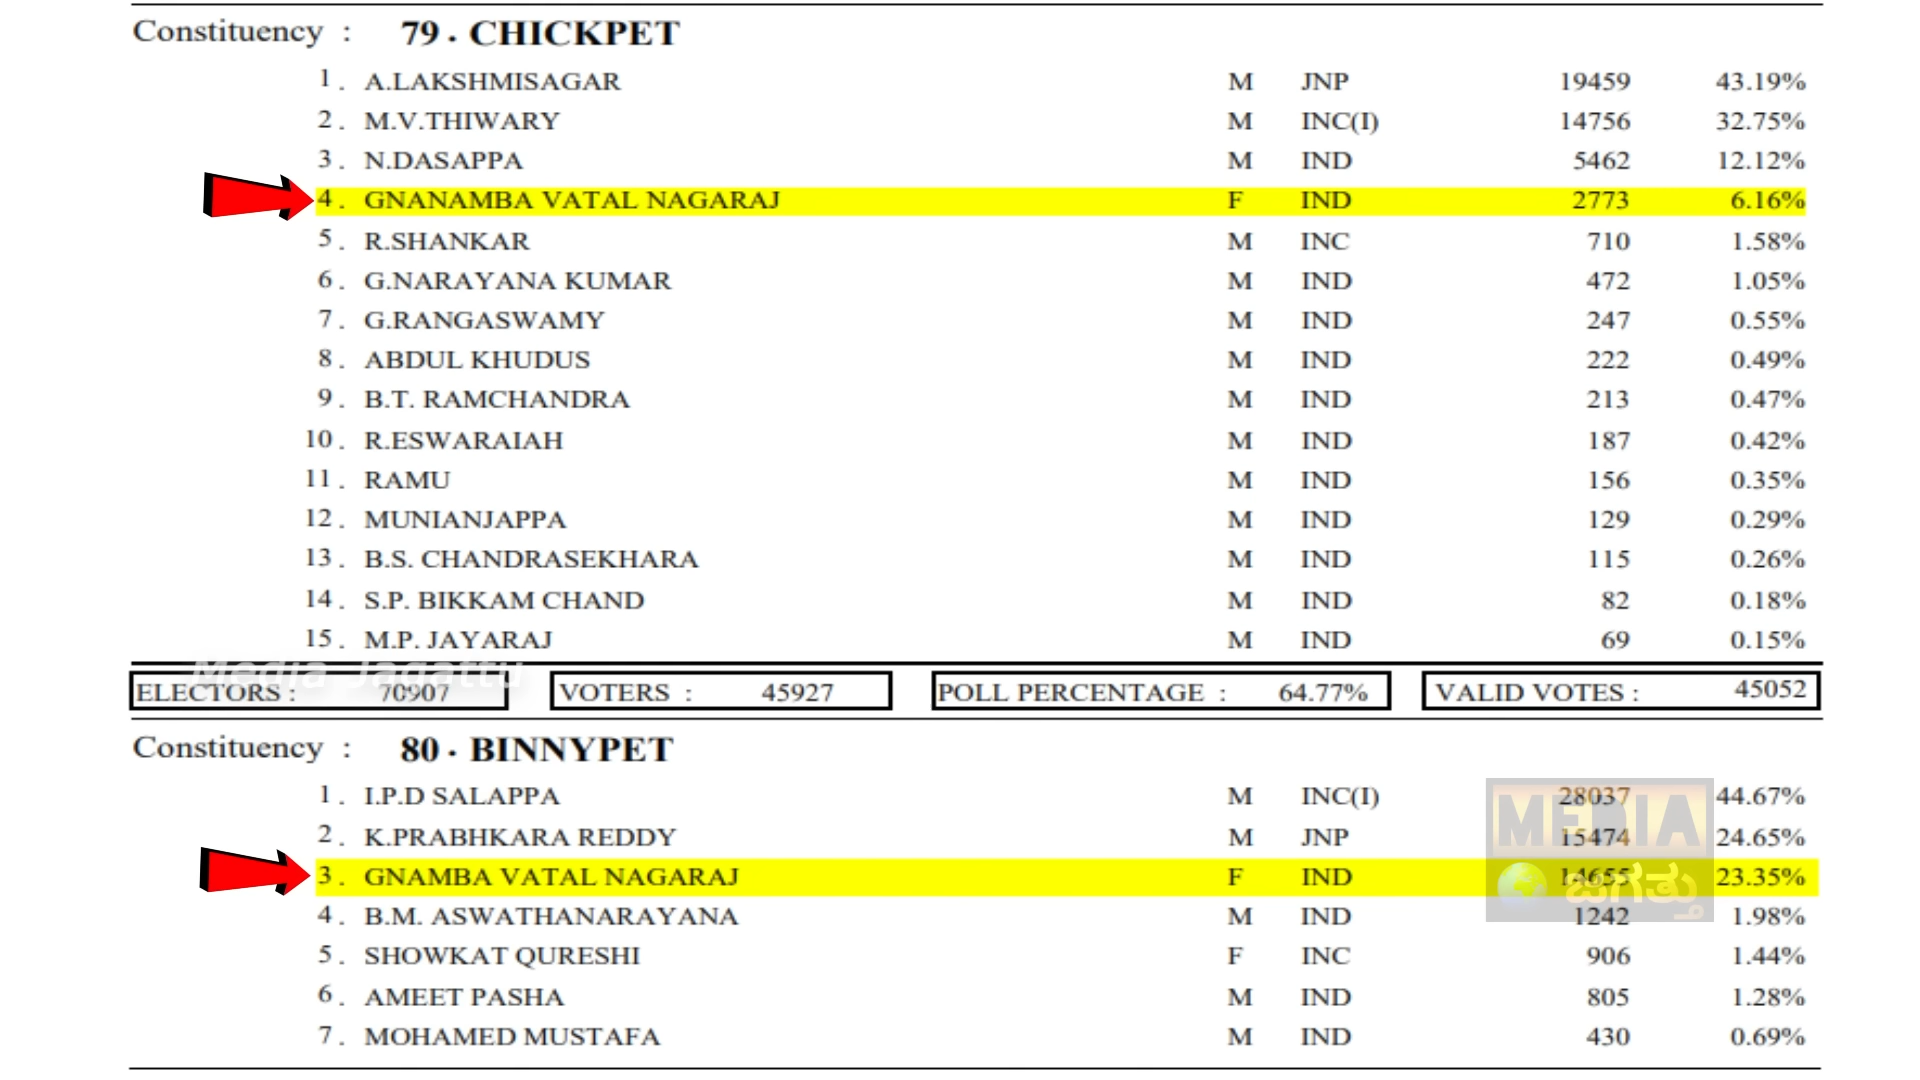 Constituency : 79 . CHICKPET
1 . A.LAKSHMISAGAR M JNP 19459 43.19%
2 . M.V.THIWARY M INC(I) 14756 32.75%
3 . N.DASAPPA M IND 5462 12.12%
4 . GNANAMBA VATAL NAGARAJ F IND 2773 6.16%
5 . R.SHANKAR M INC 710 1.58%
6 . G.NARAYANA KUMAR M IND 472 1.05%
7 . G.RANGASWAMY M IND 247 0.55%
8 . ABDUL KHUDUS M IND 222 0.49%
9 . B.T. RAMCHANDRA M IND 213 0.47%
10 . R.ESWARAIAH M IND 187 0.42%
11 . RAMU M IND 156 0.35%
12 . MUNIANJAPPA M IND 129 0.29%
13 . B.S. CHANDRASEKHARA M IND 115 0.26%
14 . S.P. BIKKAM CHAND M IND 82 0.18%
15 . M.P. JAYARAJ M IND 69 0.15%
Media Jagattu
ELECTORS : 70907 VOTERS : 45927 POLL PERCENTAGE : 64.77% VALID VOTES : 45052
Constituency : 80 . BINNYPET
1 . I.P.D SALAPPA M INC(I) 28037 44.67%
2 . K.PRABHKARA REDDY M JNP 15474 24.65%
3 . GNAMBA VATAL NAGARAJ F IND 14655 23.35%
4 . B.M. ASWATHANARAYANA M IND 1242 1.98%
5 . SHOWKAT QURESHI F INC 906 1.44%
6 . AMEET PASHA M IND 805 1.28%
7 . MOHAMED MUSTAFA M IND 430 0.69%
MEDIA
ಜಗತ್ತು